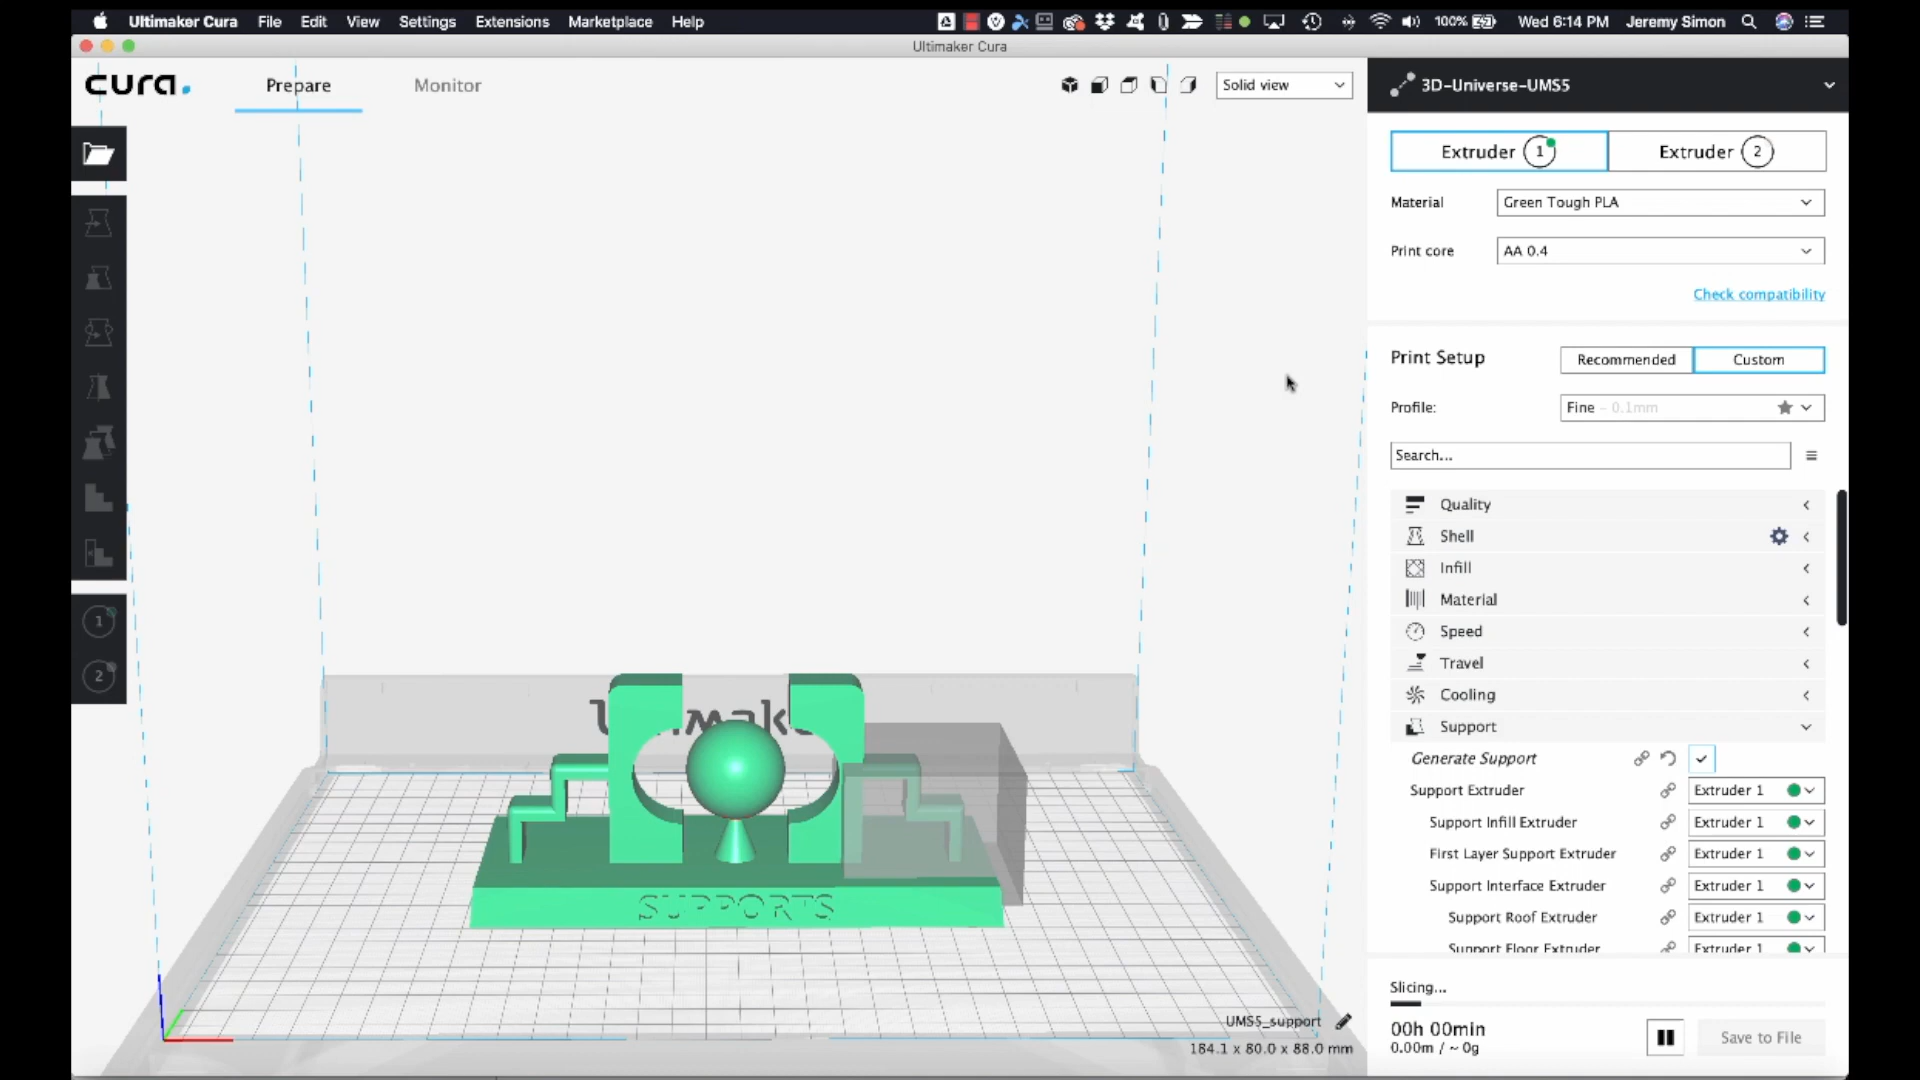 Ultimaker Cura File Edit View Settings Extensions Marketplace Help 100% Wed 6:14 PM Jeremy Simon
Ultimaker Cura
cura.
Prepare
Monitor
Solid view
3D-Universe-UMS5
Extruder 1
Extruder 2
Material
Green Tough PLA
Print core
AA 0.4
Check compatibility
Print Setup
Recommended
Custom
Profile:
Fine - 0.1mm
Search...
Quality
Shell
Infill
Material
Speed
Travel
Cooling
Support
Generate Support
Support Extruder Extruder 1
Support Infill Extruder Extruder 1
First Layer Support Extruder Extruder 1
Support Interface Extruder Extruder 1
Support Roof Extruder Extruder 1
Support Floor Extruder Extruder 1
1
2
SUPPORTS
UMS5_support
184.1 x 80.0 x 88.0 mm
Slicing...
00h 00min
0.00m / ~ 0g
Save to File